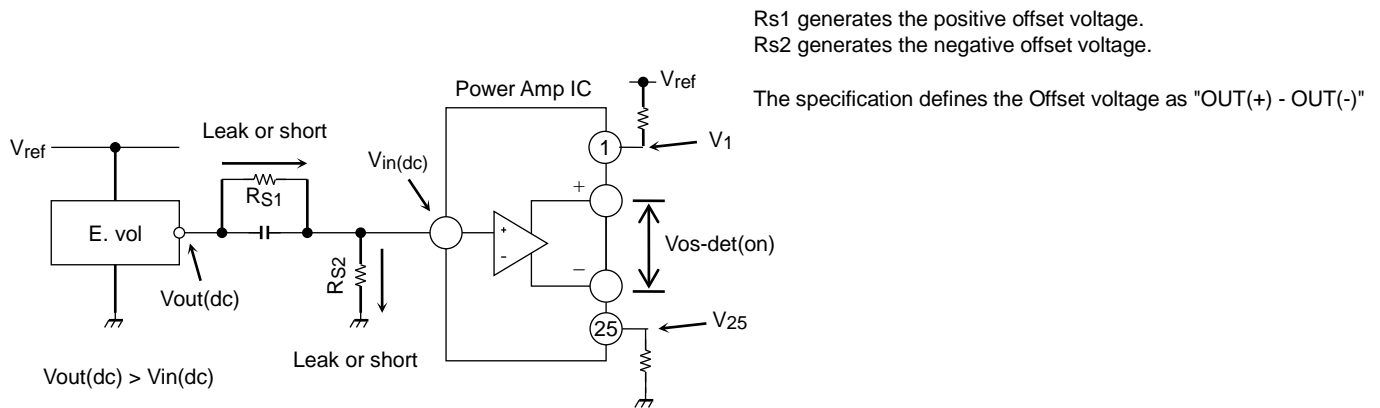 Rs1 generates the positive offset voltage.
Rs2 generates the negative offset voltage.
The specification defines the Offset voltage as "OUT(+) - OUT(-)"
Power Amp IC
Vref
Leak or short
V1
Vref
1
Vin(dc)
RS1
+
E. vol
+
-
Vos-det(on)
RS2
−
Vout(dc)
25
V25
Leak or short
Vout(dc) > Vin(dc)